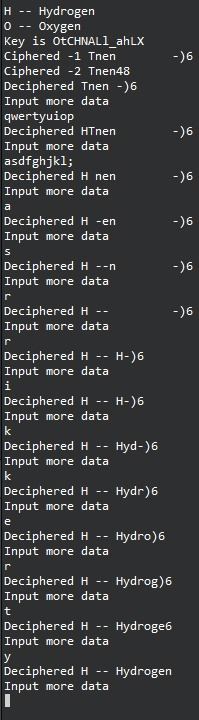 H -- Hydrogen
O -- Oxygen
Key is OtCHNALl_ahLX
Ciphered -1 Tnen         -)6
Ciphered -2 Tnen48
Deciphered Tnen -)6
Input more data
qwertyuiop
Deciphered HTnen         -)6
Input more data
asdfghjkl;
Deciphered H nen         -)6
Input more data
a
Deciphered H -en         -)6
Input more data
s
Deciphered H --n         -)6
Input more data
r
Deciphered H --          -)6
Input more data
r
Deciphered H -- H-)6
Input more data
i
Deciphered H -- H-)6
Input more data
k
Deciphered H -- Hyd-)6
Input more data
k
Deciphered H -- Hydr)6
Input more data
e
Deciphered H -- Hydro)6
Input more data
r
Deciphered H -- Hydrog)6
Input more data
t
Deciphered H -- Hydroge6
Input more data
y
Deciphered H -- Hydrogen
Input more data